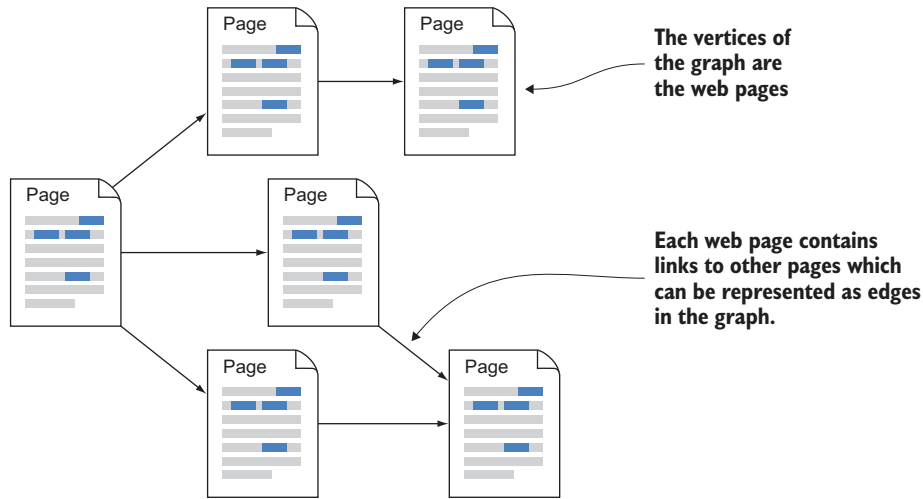 Page
Page
The vertices of
the graph are
the web pages
Page
Page
Each web page contains
links to other pages which
can be represented as edges
in the graph.
Page
Page